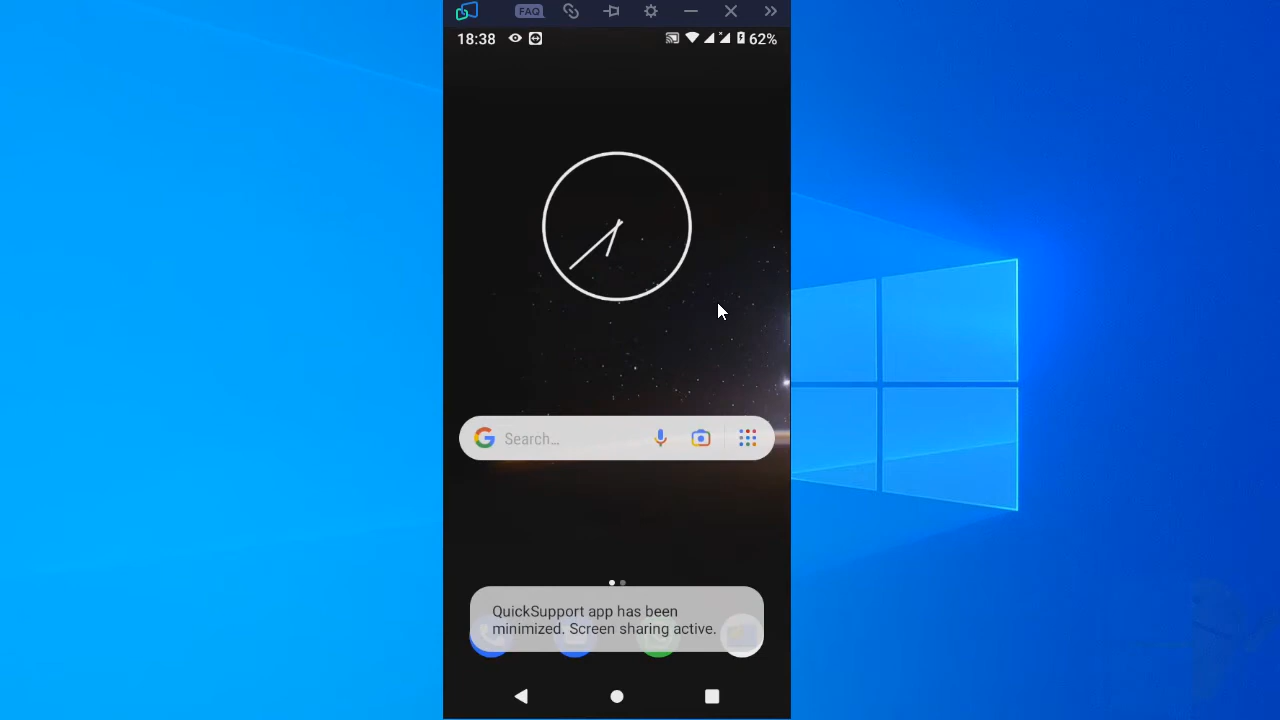 FAQ
18:38
62%
Search...
QuickSupport app has been
minimized. Screen sharing active.